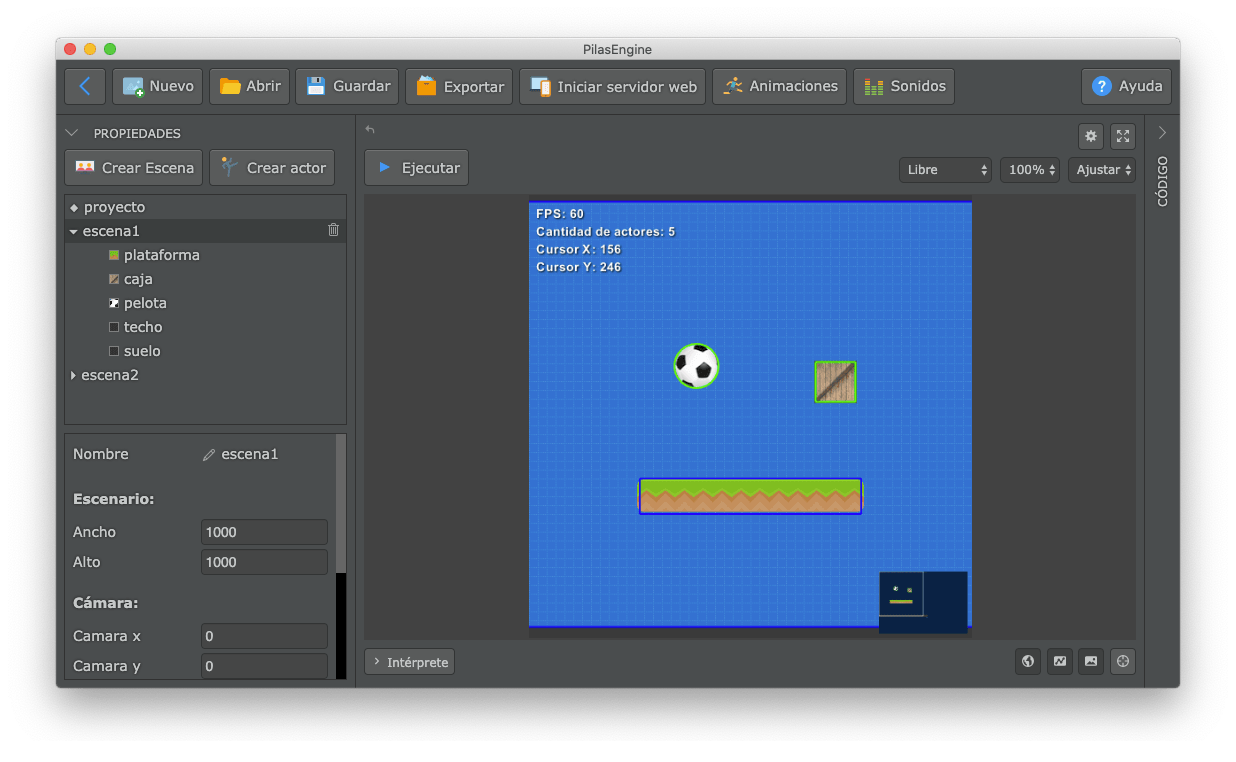 PilasEngine
Nuevo
Abrir
Guardar
Exportar
Iniciar servidor web
Animaciones
Sonidos
Ayuda
PROPIEDADES
Crear Escena
Crear actor
proyecto
escena1
plataforma
caja
pelota
techo
suelo
escena2
Nombre
escena1
Escenario:
Ancho
1000
Alto
1000
Cámara:
Camara x
0
Camara y
0
Ejecutar
Libre
100%
Ajustar
FPS: 60
Cantidad de actores: 5
Cursor X: 156
Cursor Y: 246
Intérprete
CÓDIGO